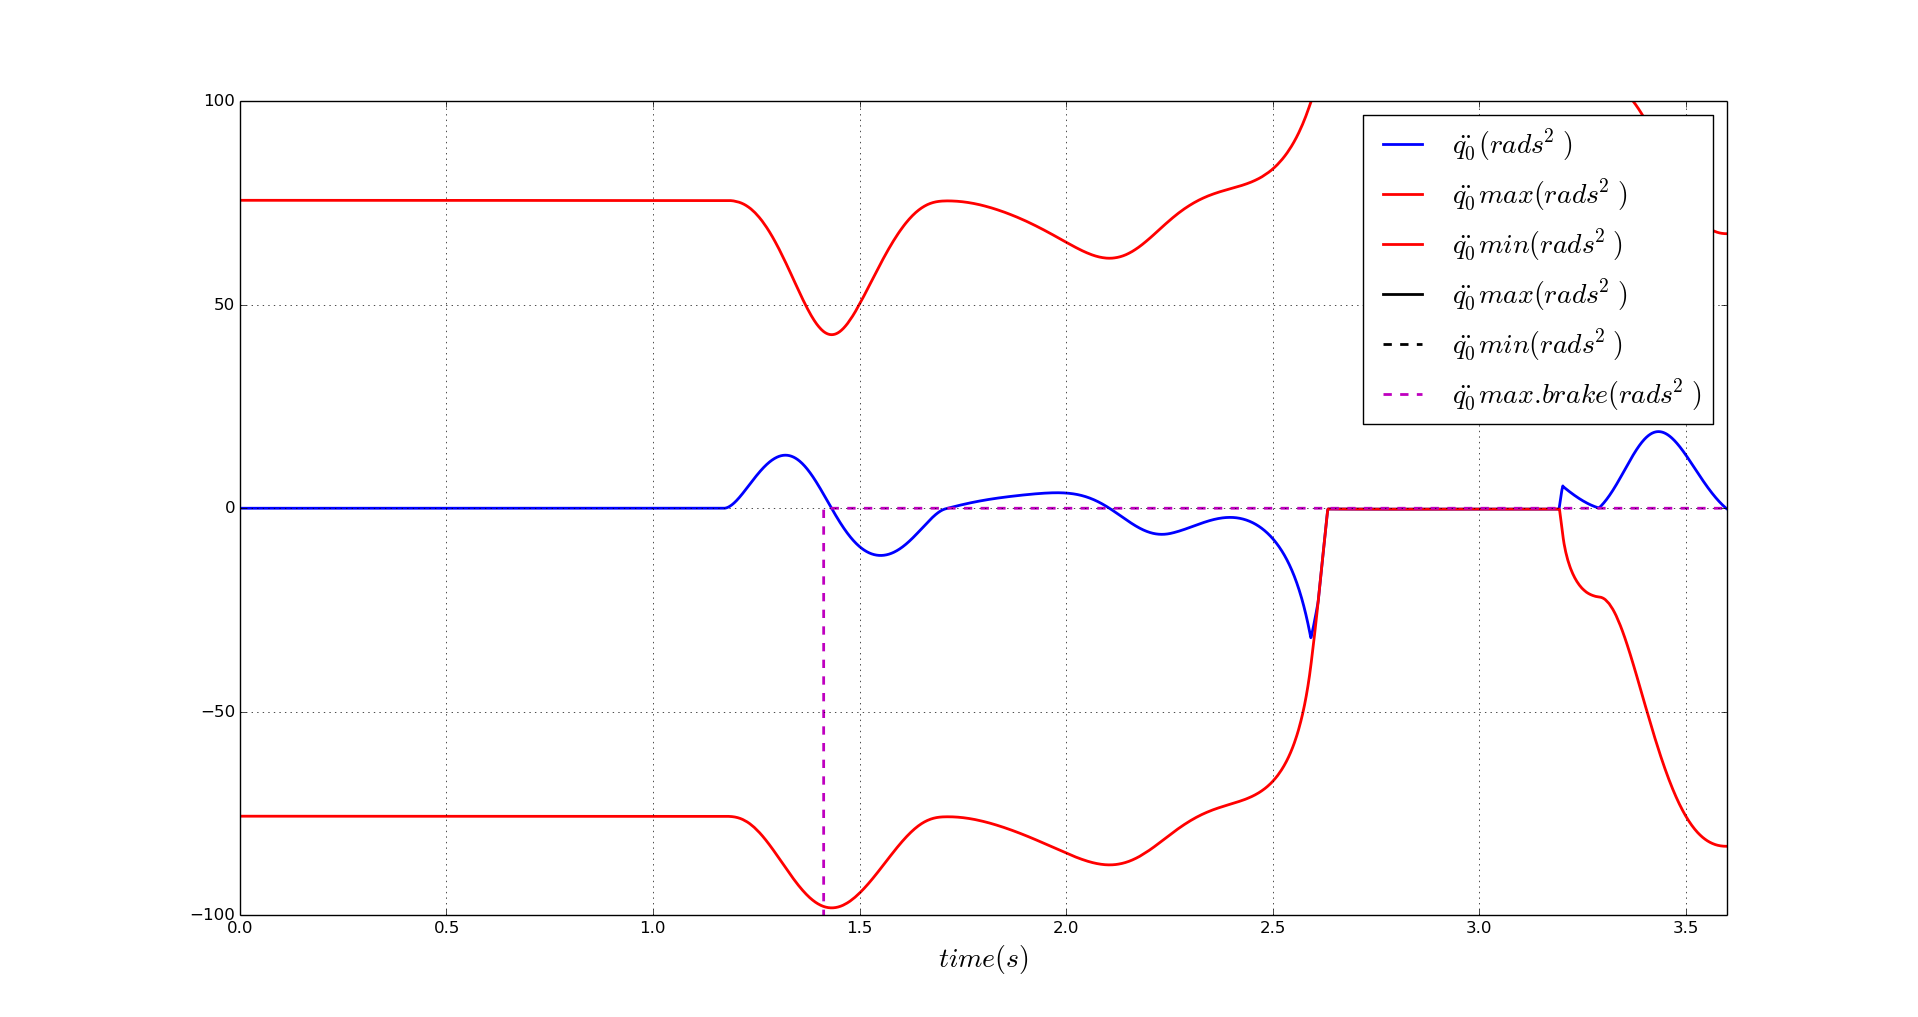 100
50
0
−50
−100
0.0 0.5 1.0 1.5 2.0 2.5 3.0 3.5
time(s)
q̈₀ (rads² )
q̈₀ max(rads² )
q̈₀ min(rads² )
q̈₀ max(rads² )
q̈₀ min(rads² )
q̈₀ max.brake(rads² )